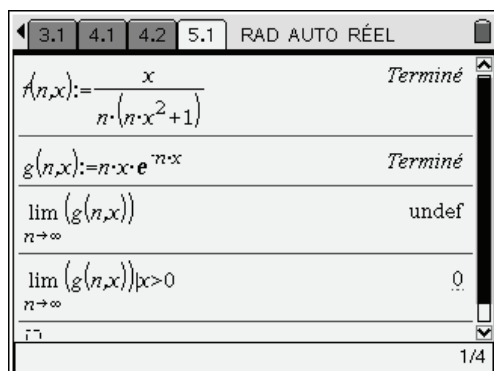 3.1 4.1 4.2 5.1 RAD AUTO RÉEL
f(n,x):=x/(n·(n·x²+1)) Terminé
g(n,x):=n·x·e^(-n·x) Terminé
lim n→∞ (g(n,x)) undef
lim n→∞ (g(n,x))|x>0 0
1/4